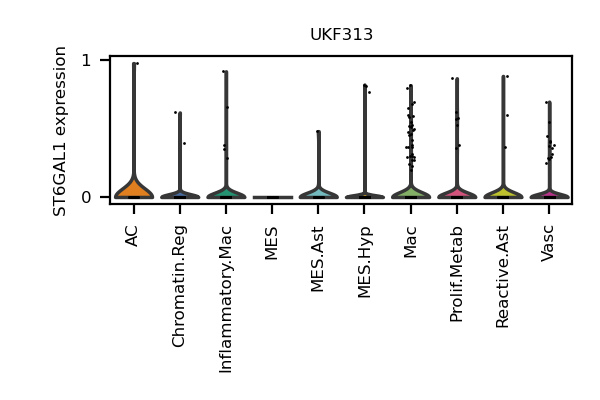 UKF313
ST6GAL1 expression
1
0
AC
Chromatin.Reg
Inflammatory.Mac
MES
MES.Ast
MES.Hyp
Mac
Prolif.Metab
Reactive.Ast
Vasc